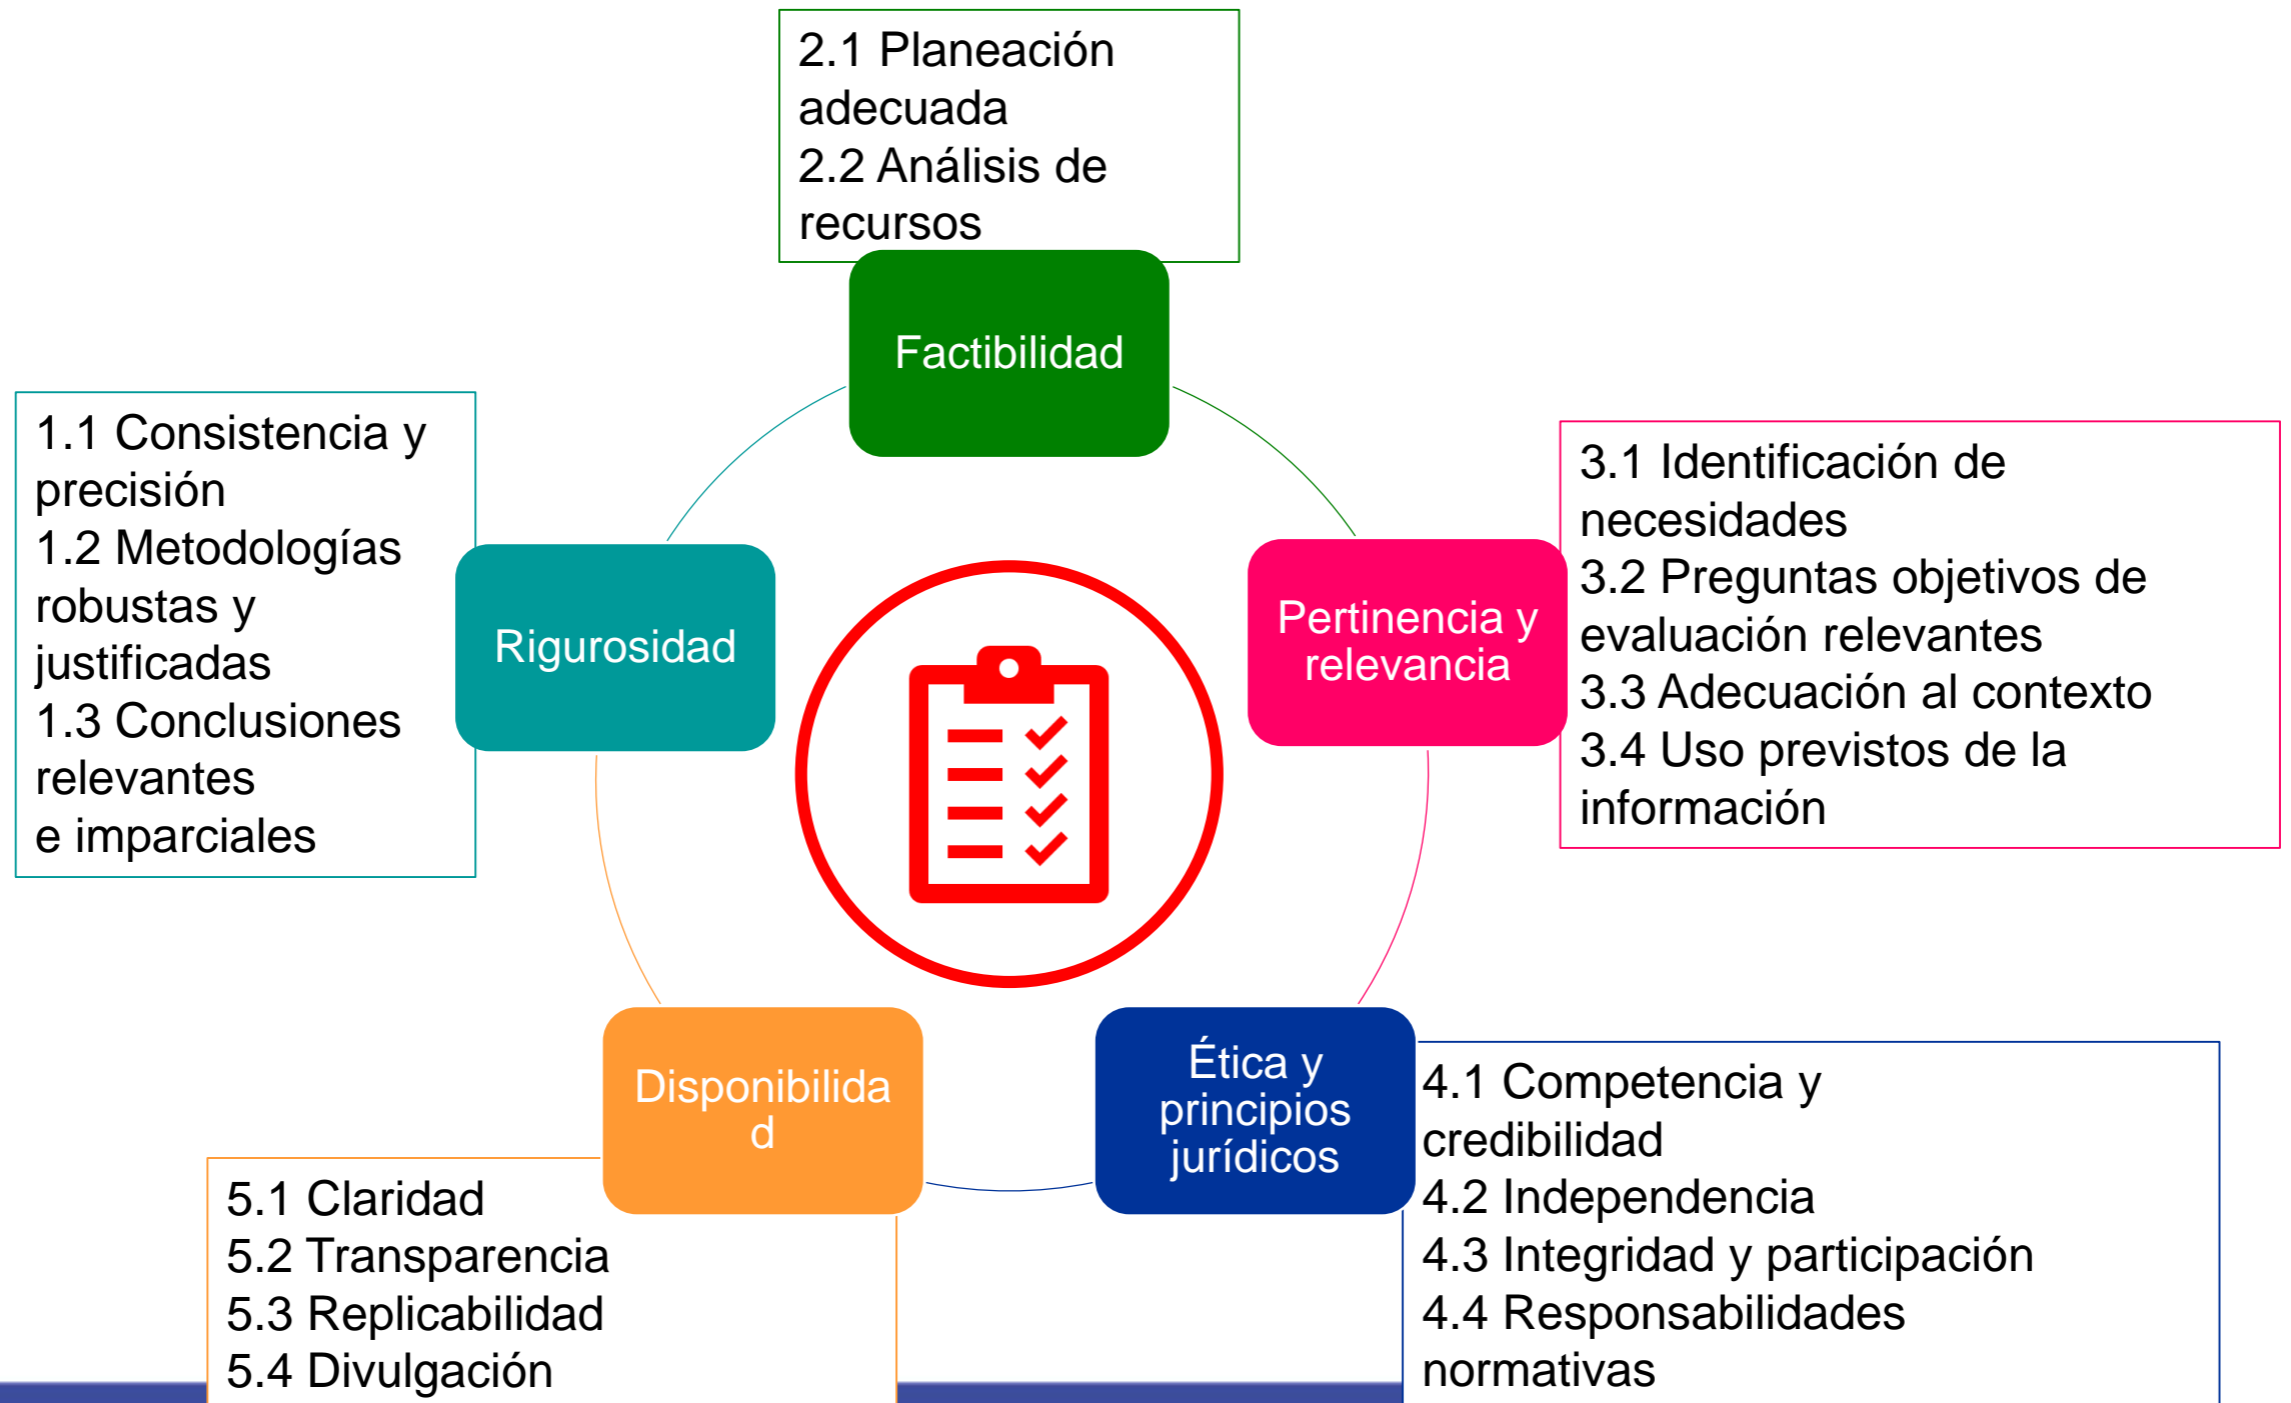 2.1 Planeación
adecuada
2.2 Análisis de
recursos
Factibilidad
1.1 Consistencia y
precisión
1.2 Metodologías
robustas y
justificadas
1.3 Conclusiones
relevantes
e imparciales
Rigurosidad
Pertinencia y
relevancia
3.1 Identificación de
necesidades
3.2 Preguntas objetivos de
evaluación relevantes
3.3 Adecuación al contexto
3.4 Uso previstos de la
información
Disponibilida
d
5.1 Claridad
5.2 Transparencia
5.3 Replicabilidad
5.4 Divulgación
Ética y
principios
jurídicos
4.1 Competencia y
credibilidad
4.2 Independencia
4.3 Integridad y participación
4.4 Responsabilidades
normativas